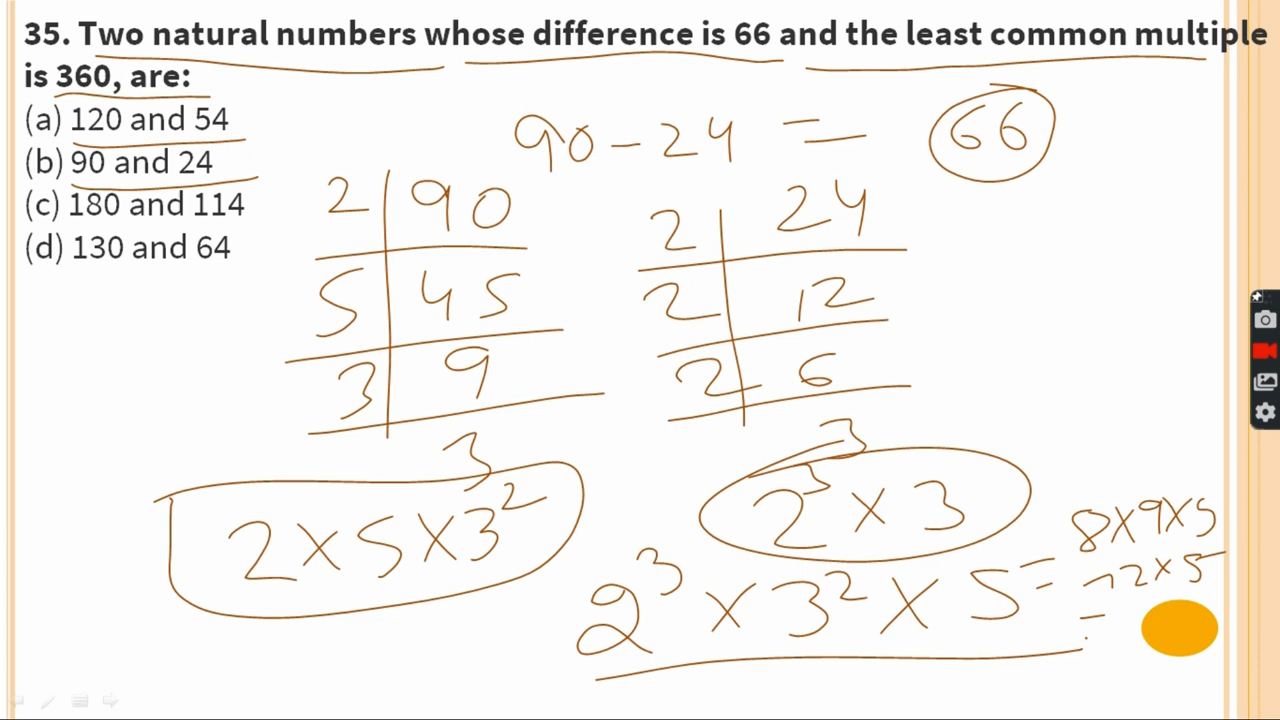 35. Two natural numbers whose difference is 66 and the least common multiple
is 360, are:
(a) 120 and 54
(b) 90 and 24
(c) 180 and 114
(d) 130 and 64
90 - 24 = 66
2 90
5 45
3 9
3
2 24
2 12
2 6
3
2 × 5 × 3²
2³ × 3
2³ × 3² × 5 = 8×9×5
= 72×5
=